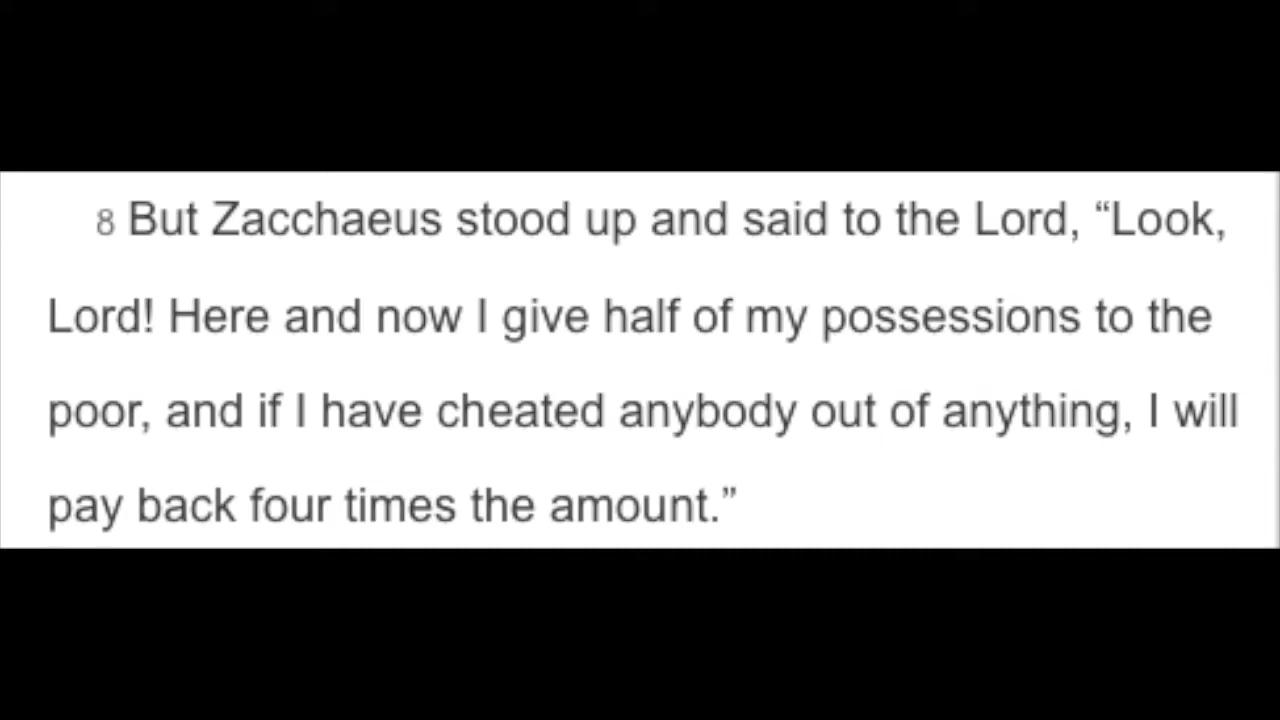 8 But Zacchaeus stood up and said to the Lord, “Look,
Lord! Here and now I give half of my possessions to the
poor, and if I have cheated anybody out of anything, I will
pay back four times the amount.”